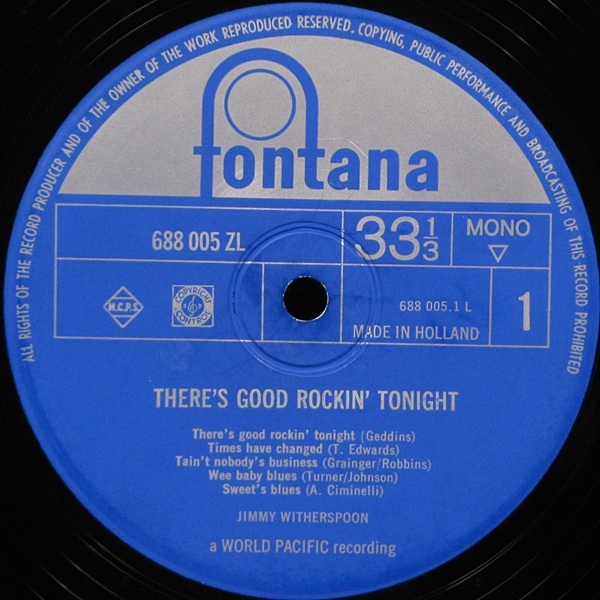 ALL RIGHTS OF THE RECORD PRODUCER AND OF THE OWNER OF THE WORK REPRODUCED RESERVED. COPYING, PUBLIC PERFORMANCE AND BROADCASTING OF THIS RECORD PROHIBITED
fontana
688 005 ZL
33 1/3
MONO
M.C.P.S.
COPYRIGHT CONTROL
688 005.1 L
MADE IN HOLLAND
1
THERE'S GOOD ROCKIN' TONIGHT
There's good rockin' tonight (Geddins)
Times have changed (T. Edwards)
Tain't nobody's business (Grainger/Robbins)
Wee baby blues (Turner/Johnson)
Sweet's blues (A. Ciminelli)
JIMMY WITHERSPOON
a WORLD PACIFIC recording